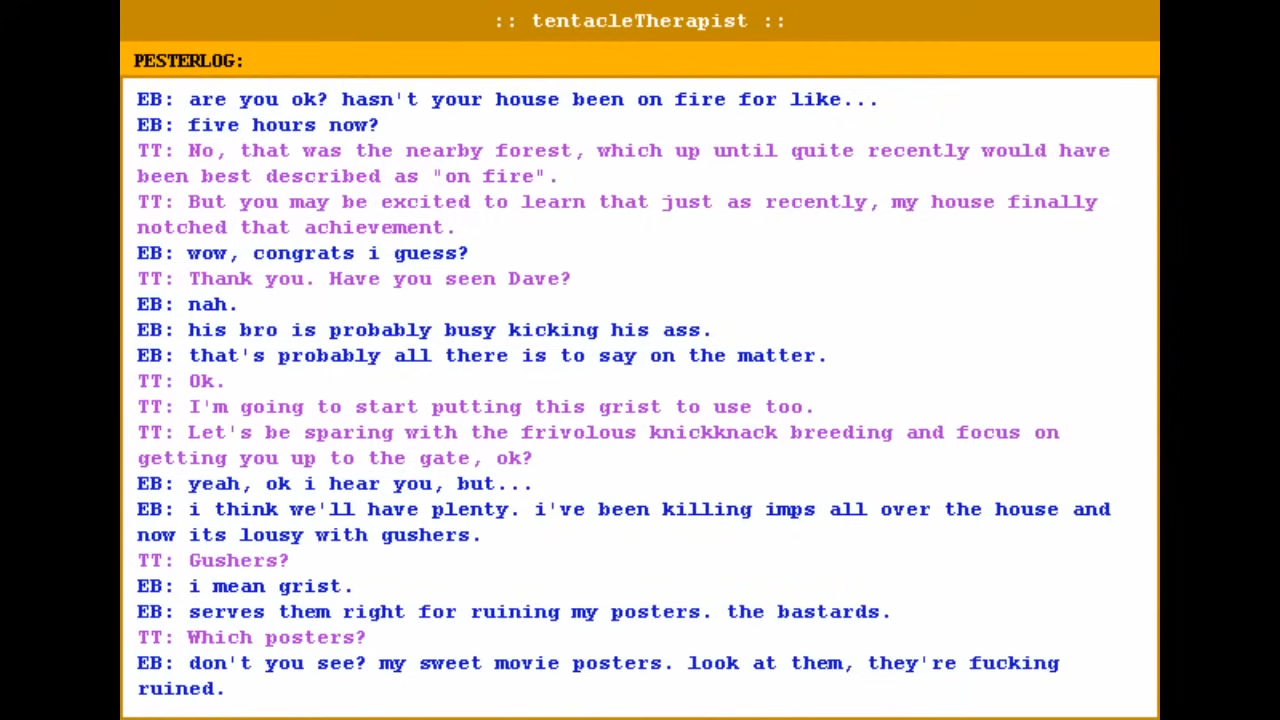 :: tentacleTherapist ::
PESTERLOG:
EB: are you ok? hasn't your house been on fire for like...
EB: five hours now?
TT: No, that was the nearby forest, which up until quite recently would have
been best described as "on fire".
TT: But you may be excited to learn that just as recently, my house finally
notched that achievement.
EB: wow, congrats i guess?
TT: Thank you. Have you seen Dave?
EB: nah.
EB: his bro is probably busy kicking his ass.
EB: that's probably all there is to say on the matter.
TT: Ok.
TT: I'm going to start putting this grist to use too.
TT: Let's be sparing with the frivolous knickknack breeding and focus on
getting you up to the gate, ok?
EB: yeah, ok i hear you, but...
EB: i think we'll have plenty. i've been killing imps all over the house and
now its lousy with gushers.
TT: Gushers?
EB: i mean grist.
EB: serves them right for ruining my posters. the bastards.
TT: Which posters?
EB: don't you see? my sweet movie posters. look at them, they're fucking
ruined.